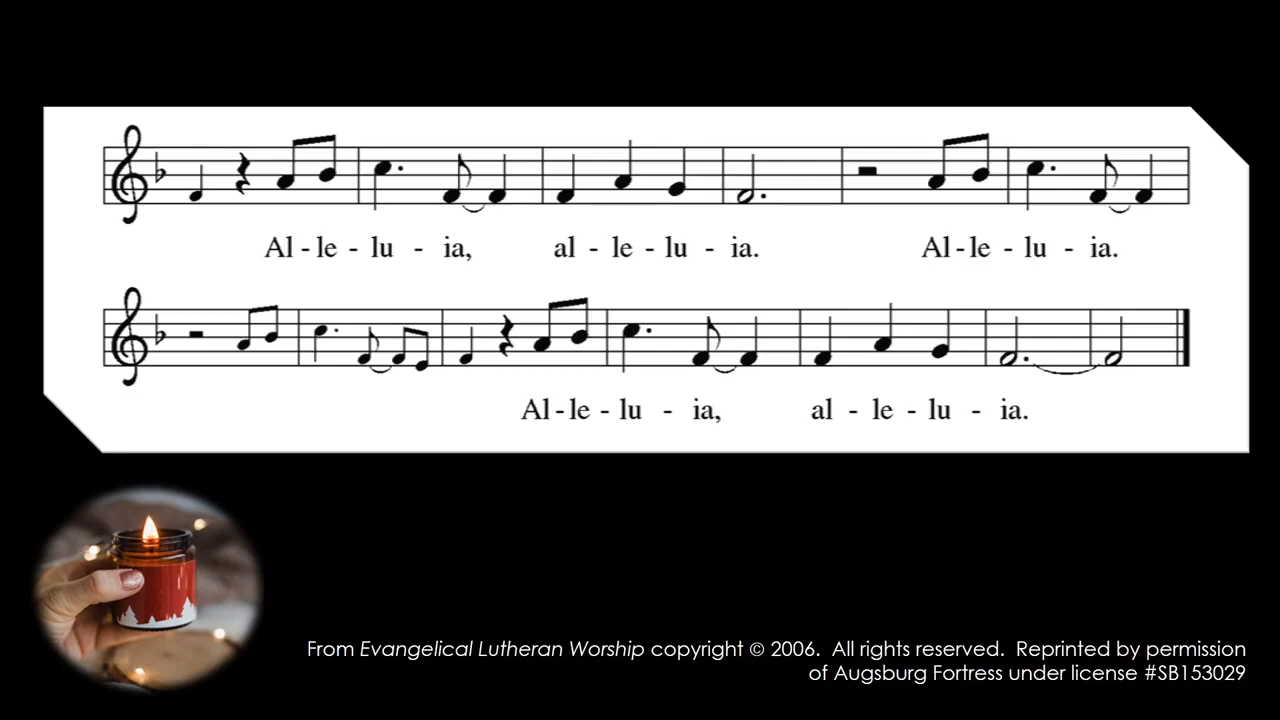 Al - le - lu - ia, al - le - lu - ia. Al - le - lu - ia.
Al - le - lu - ia, al - le - lu - ia.
From Evangelical Lutheran Worship copyright © 2006. All rights reserved. Reprinted by permission
of Augsburg Fortress under license #SB153029